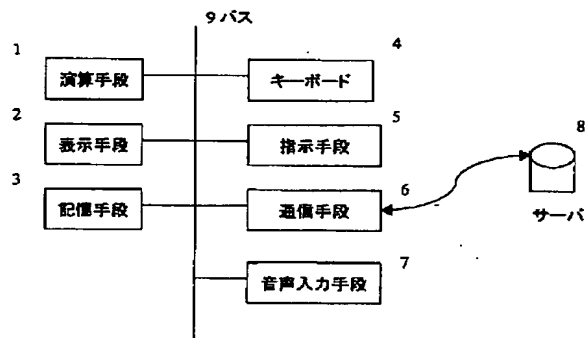 9 バス
1
演算手段
4
キーボード
2
表示手段
5
指示手段
3
記憶手段
6
通信手段
8
サーバ
7
音声入力手段